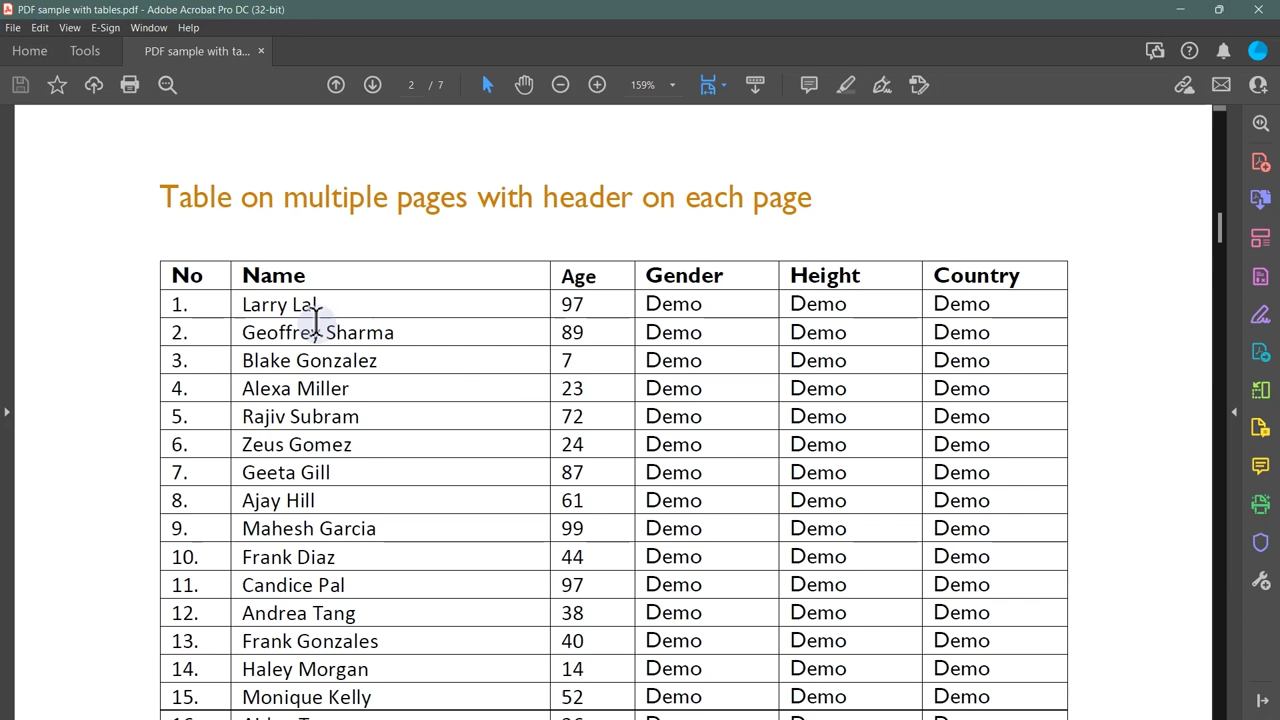 PDF sample with tables.pdf - Adobe Acrobat Pro DC (32-bit)
File Edit View E-Sign Window Help
Home Tools PDF sample with ta... ×
2 / 7 159%
Table on multiple pages with header on each page
No Name Age Gender Height Country
1. Larry Lal 97 Demo Demo Demo
2. Geoffrey Sharma 89 Demo Demo Demo
3. Blake Gonzalez 7 Demo Demo Demo
4. Alexa Miller 23 Demo Demo Demo
5. Rajiv Subram 72 Demo Demo Demo
6. Zeus Gomez 24 Demo Demo Demo
7. Geeta Gill 87 Demo Demo Demo
8. Ajay Hill 61 Demo Demo Demo
9. Mahesh Garcia 99 Demo Demo Demo
10. Frank Diaz 44 Demo Demo Demo
11. Candice Pal 97 Demo Demo Demo
12. Andrea Tang 38 Demo Demo Demo
13. Frank Gonzales 40 Demo Demo Demo
14. Haley Morgan 14 Demo Demo Demo
15. Monique Kelly 52 Demo Demo Demo